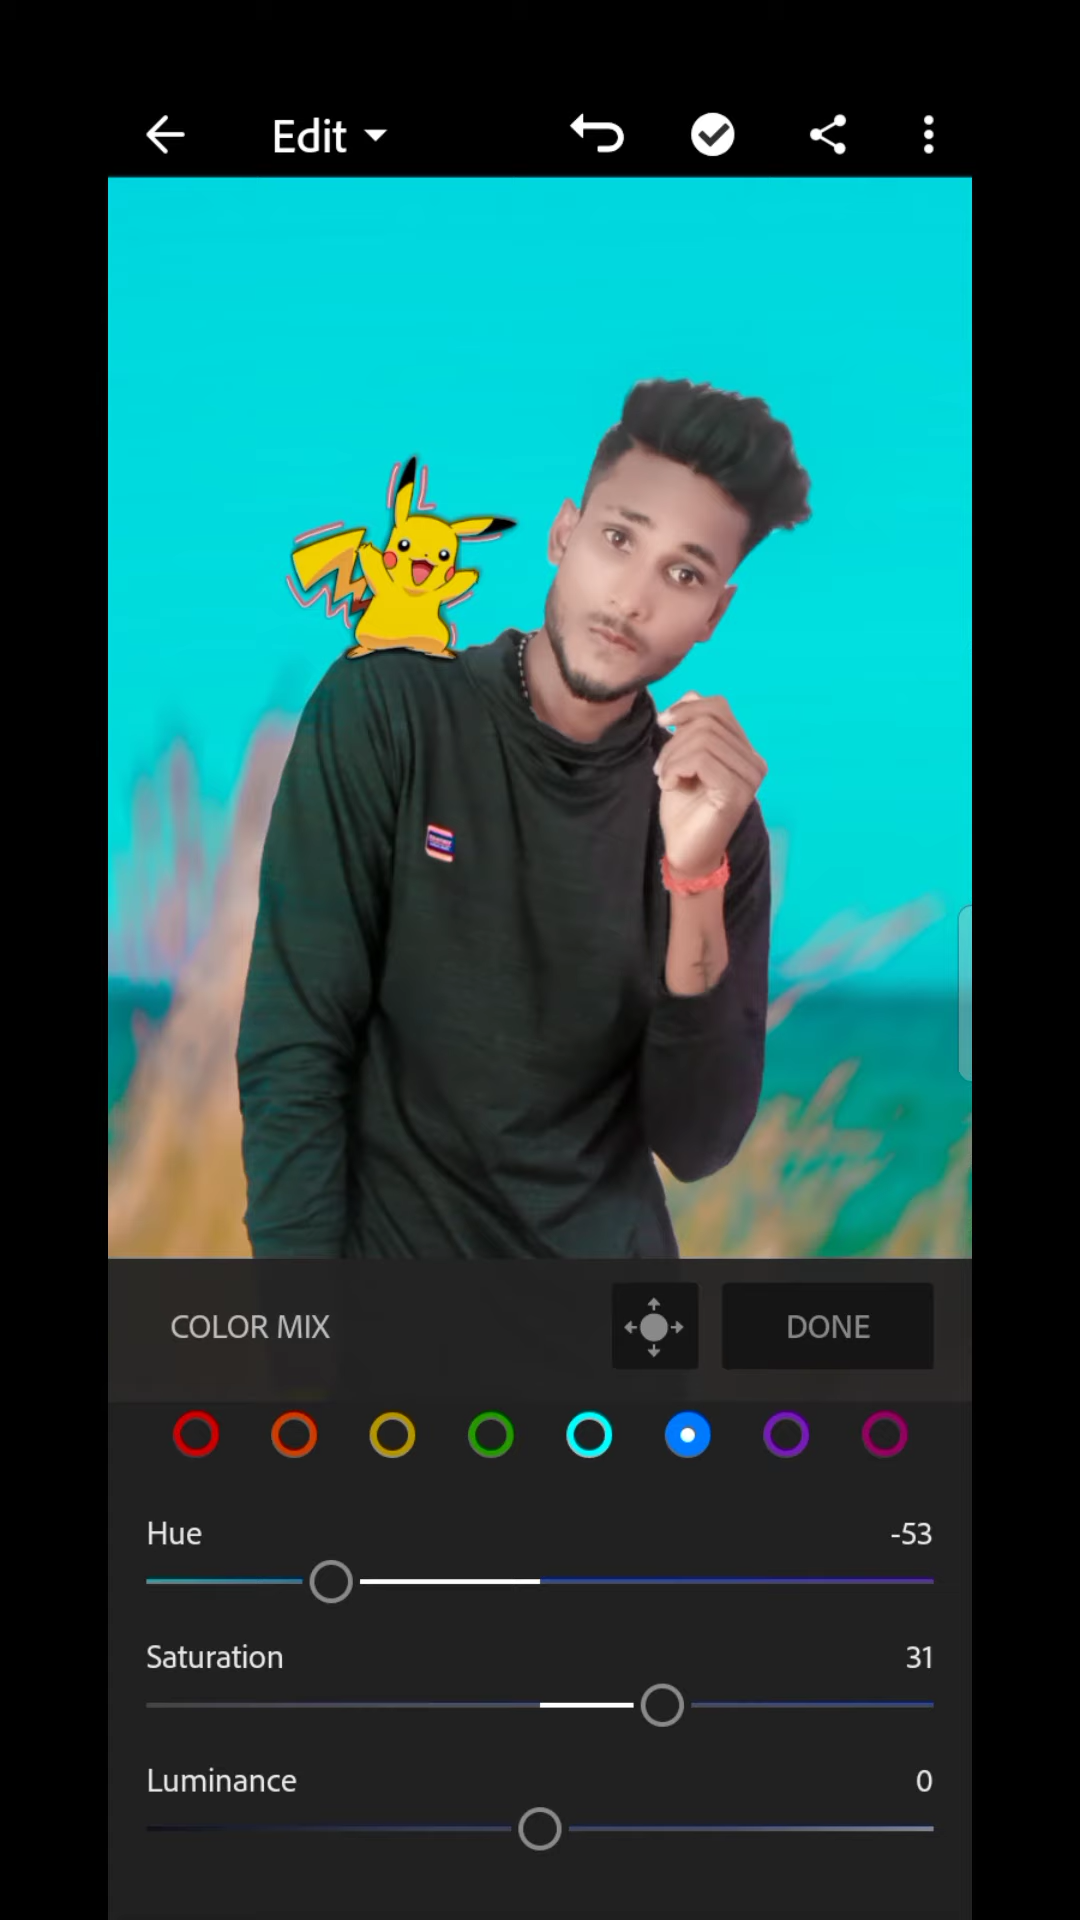 Edit
COLOR MIX
DONE
Hue -53
Saturation 31
Luminance 0